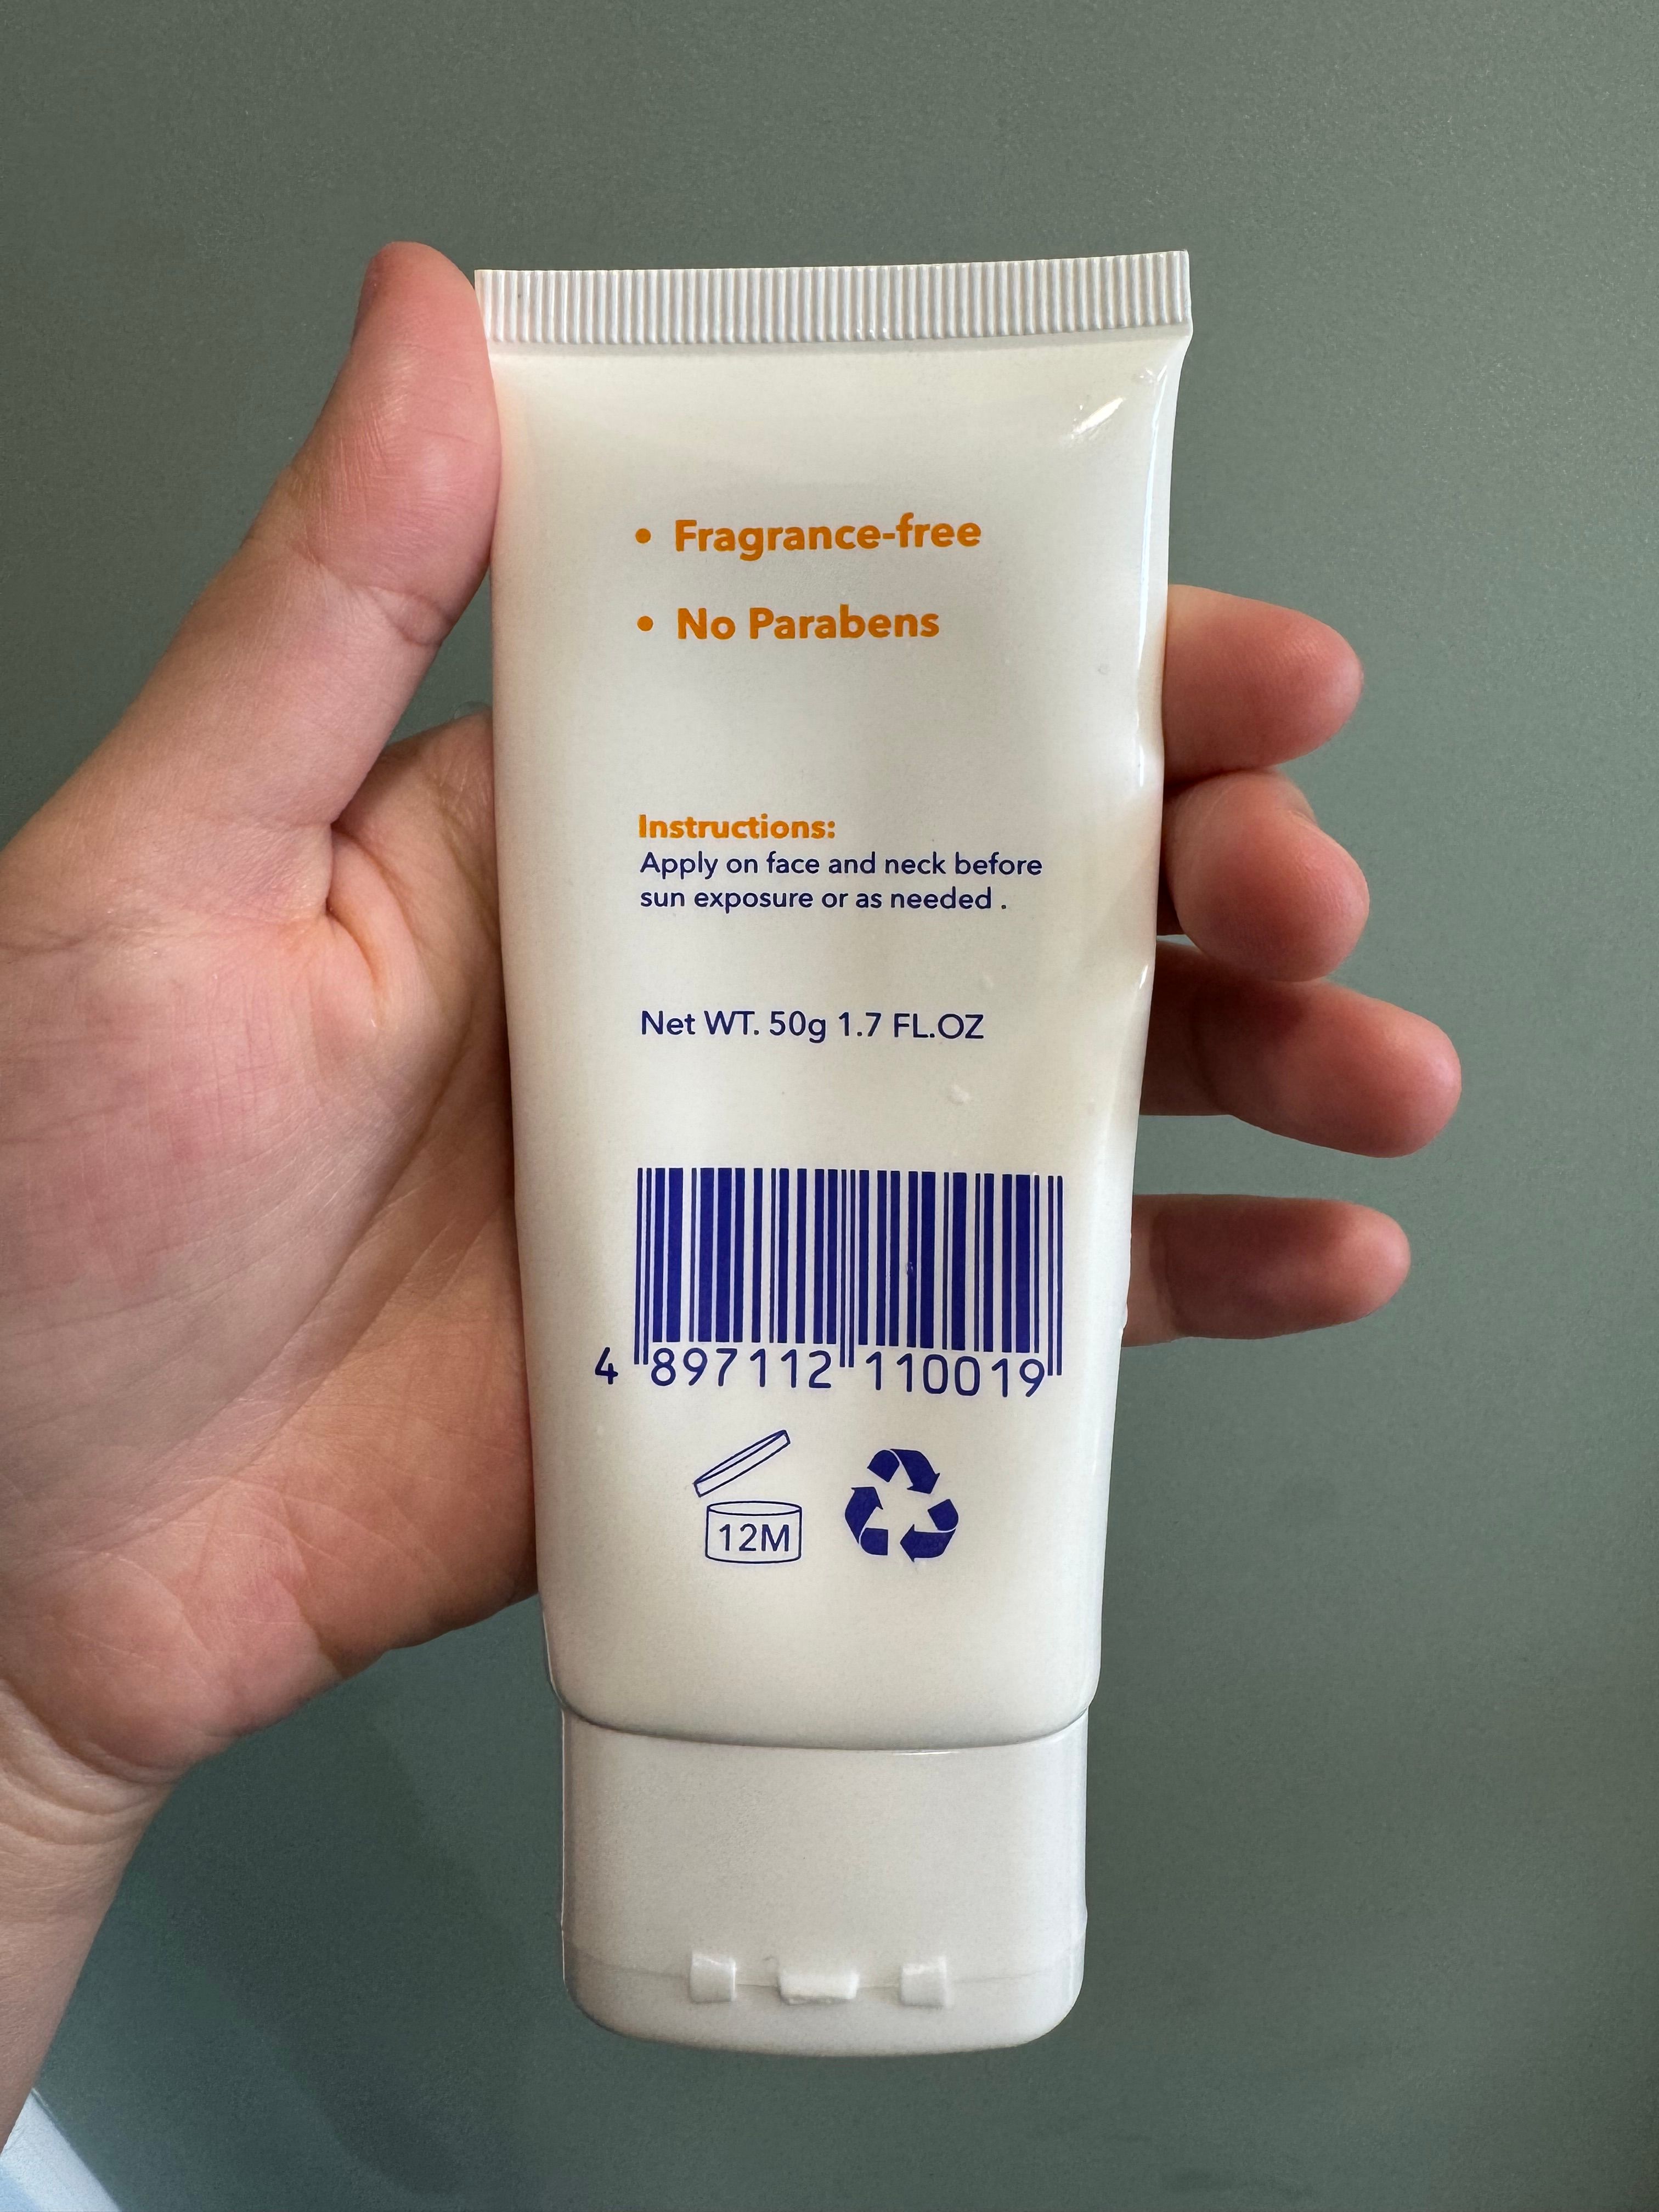 • Fragrance-free
• No Parabens
Instructions:
Apply on face and neck before
sun exposure or as needed .
Net WT. 50g 1.7 FL.OZ
4 897112 110019
12M